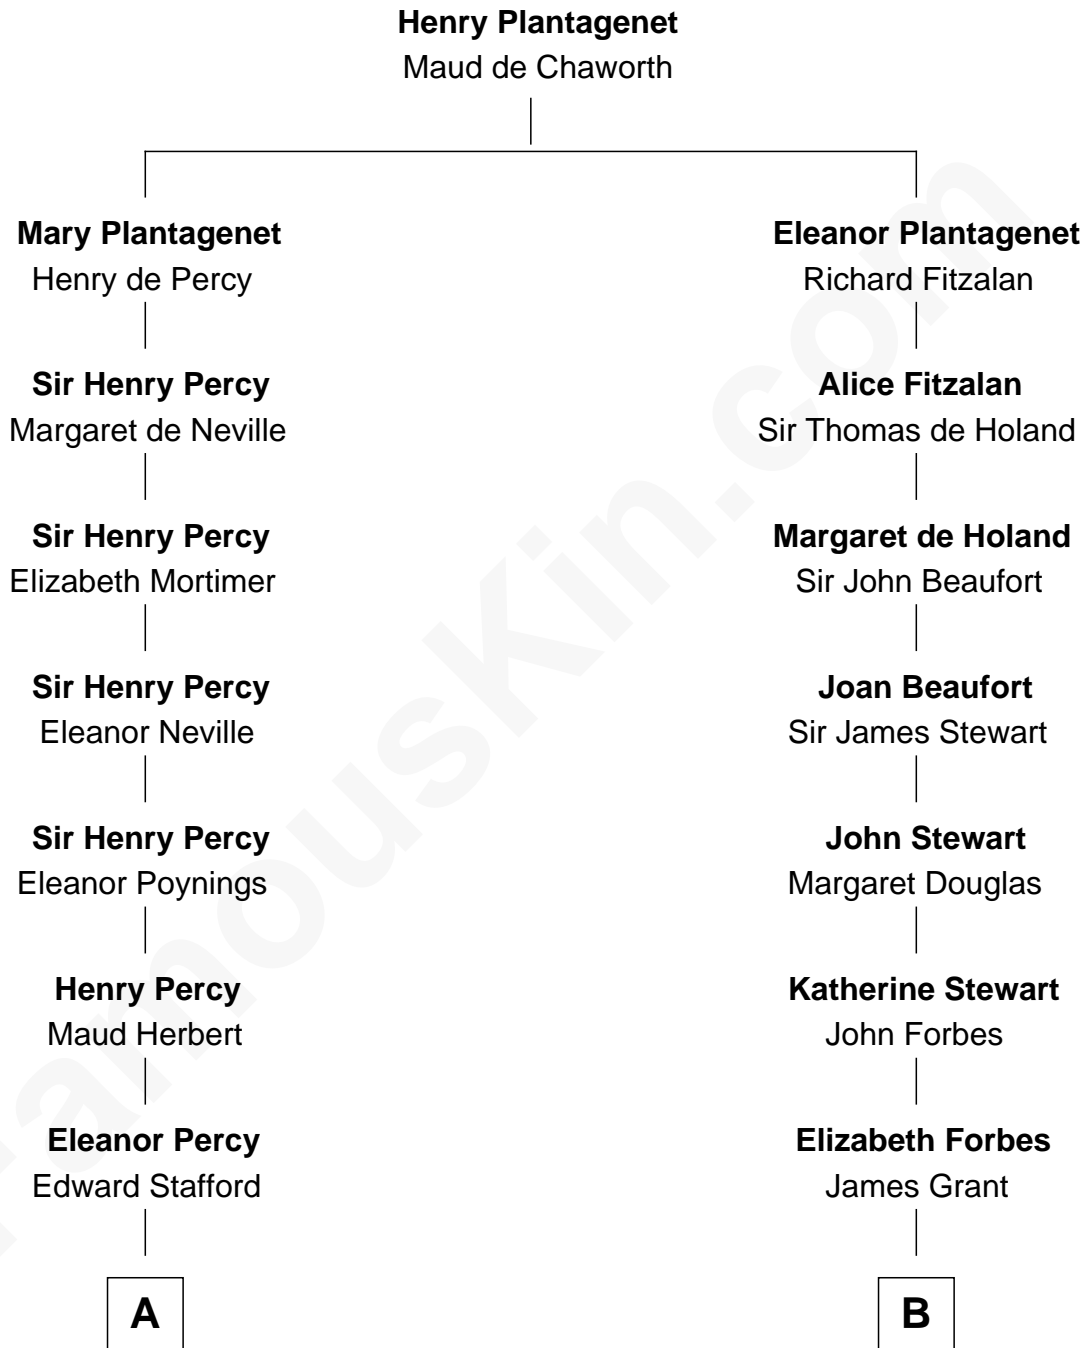 Henry Plantagenet
Maud de Chaworth
Mary Plantagenet
Henry de Percy
Eleanor Plantagenet
Richard Fitzalan
Sir Henry Percy
Margaret de Neville
Alice Fitzalan
Sir Thomas de Holand
Sir Henry Percy
Elizabeth Mortimer
Margaret de Holand
Sir John Beaufort
Sir Henry Percy
Eleanor Neville
Joan Beaufort
Sir James Stewart
Sir Henry Percy
Eleanor Poynings
John Stewart
Margaret Douglas
Henry Percy
Maud Herbert
Katherine Stewart
John Forbes
Eleanor Percy
Edward Stafford
Elizabeth Forbes
James Grant
A
B
FamousKin.com